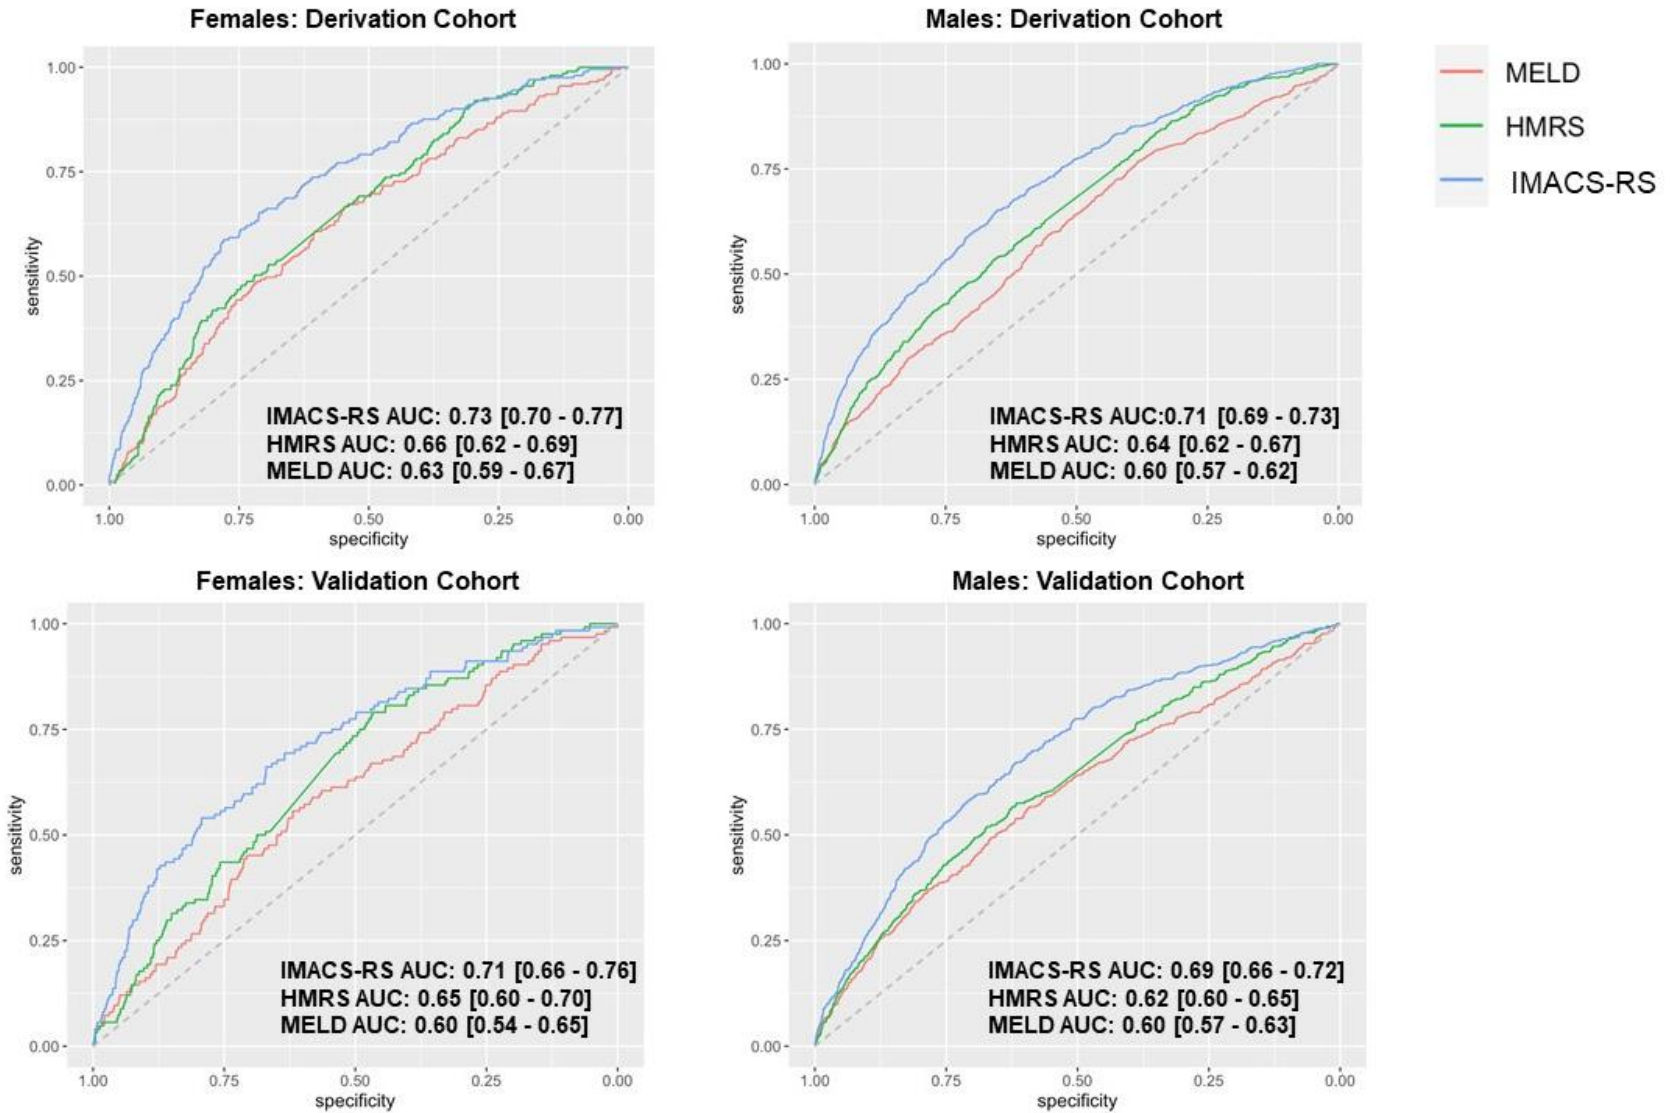 Females: Derivation Cohort
1.00
0.75
0.50
0.25
0.00
sensitivity
IMACS-RS AUC: 0.73 [0.70 - 0.77]
HMRS AUC: 0.66 [0.62 - 0.69]
MELD AUC: 0.63 [0.59 - 0.67]
1.00 0.75 0.50 0.25 0.00
specificity
Males: Derivation Cohort
1.00
0.75
0.50
0.25
0.00
sensitivity
IMACS-RS AUC:0.71 [0.69 - 0.73]
HMRS AUC: 0.64 [0.62 - 0.67]
MELD AUC: 0.60 [0.57 - 0.62]
1.00 0.75 0.50 0.25 0.00
specificity
MELD
HMRS
IMACS-RS
Females: Validation Cohort
1.00
0.75
0.50
0.25
0.00
sensitivity
IMACS-RS AUC: 0.71 [0.66 - 0.76]
HMRS AUC: 0.65 [0.60 - 0.70]
MELD AUC: 0.60 [0.54 - 0.65]
1.00 0.75 0.50 0.25 0.00
specificity
Males: Validation Cohort
1.00
0.75
0.50
0.25
0.00
sensitivity
IMACS-RS AUC: 0.69 [0.66 - 0.72]
HMRS AUC: 0.62 [0.60 - 0.65]
MELD AUC: 0.60 [0.57 - 0.63]
1.00 0.75 0.50 0.25 0.00
specificity